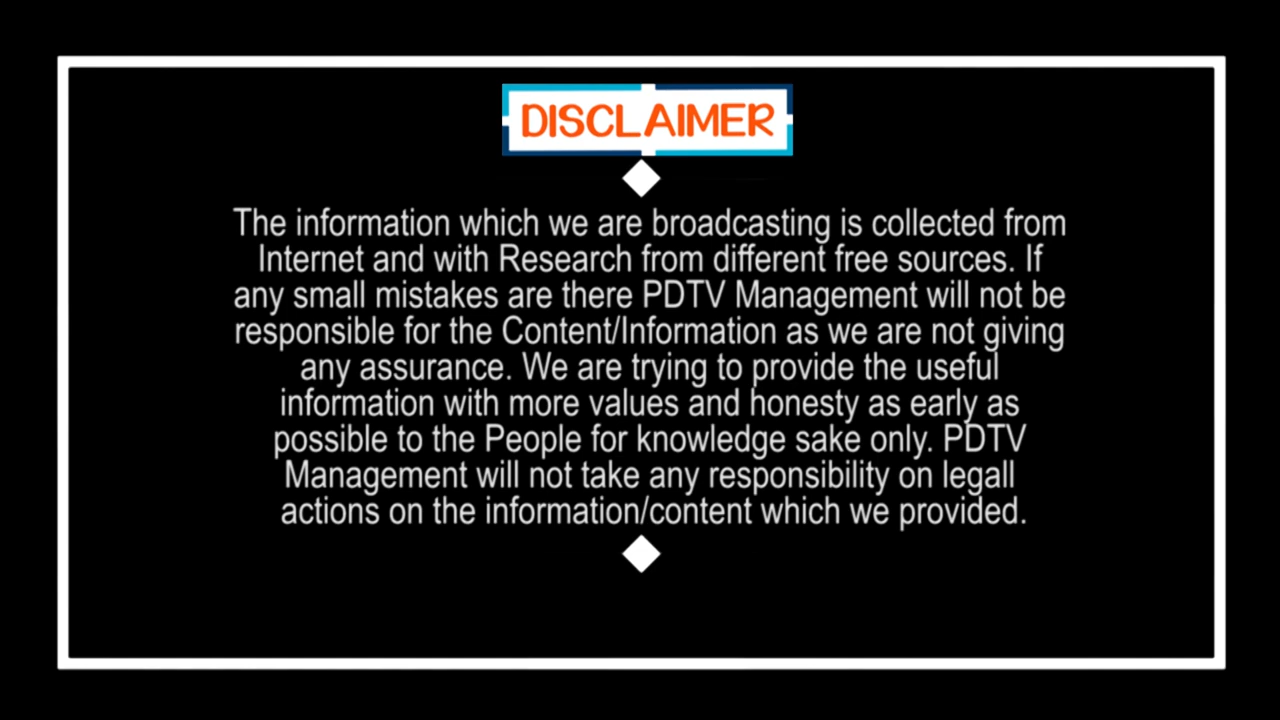 DISCLAIMER
The information which we are broadcasting is collected from
Internet and with Research from different free sources. If
any small mistakes are there PDTV Management will not be
responsible for the Content/Information as we are not giving
any assurance. We are trying to provide the useful
information with more values and honesty as early as
possible to the People for knowledge sake only. PDTV
Management will not take any responsibility on legall
actions on the information/content which we provided.